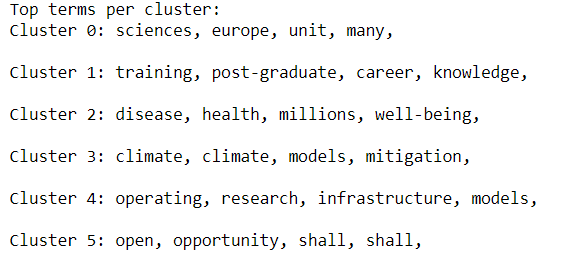 Top terms per cluster:
Cluster 0: sciences, europe, unit, many,
Cluster 1: training, post-graduate, career, knowledge,
Cluster 2: disease, health, millions, well-being,
Cluster 3: climate, climate, models, mitigation,
Cluster 4: operating, research, infrastructure, models,
Cluster 5: open, opportunity, shall, shall,